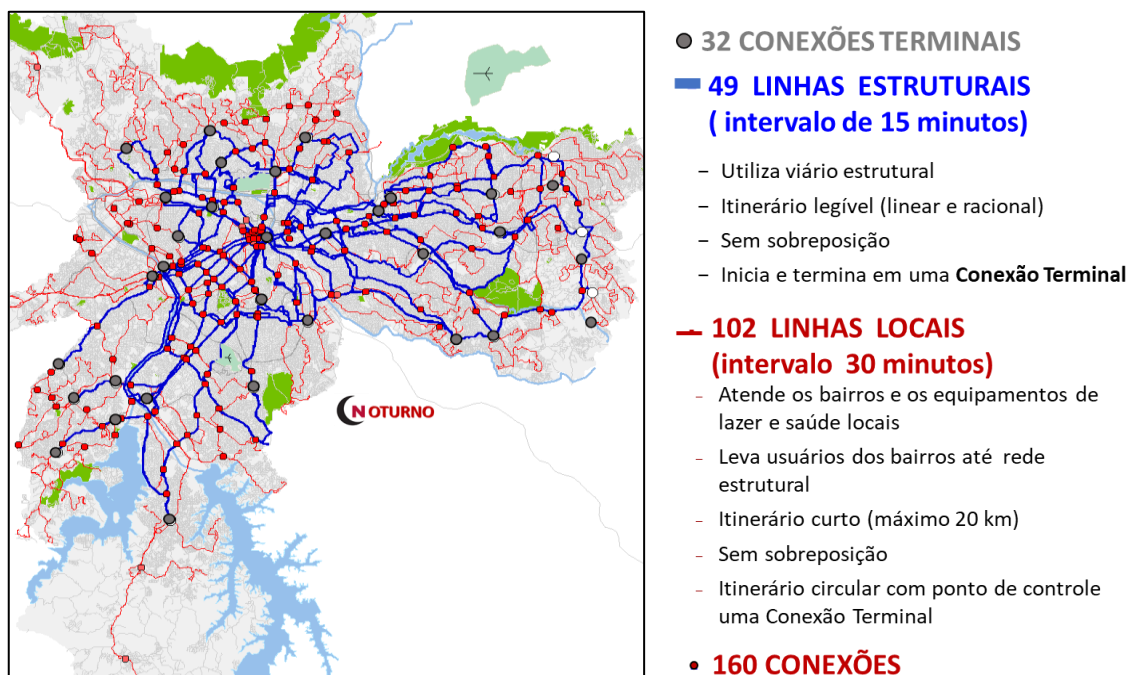 32 CONEXÕES TERMINAIS
49 LINHAS ESTRUTURAIS
( intervalo de 15 minutos)
– Utiliza viário estrutural
– Itinerário legível (linear e racional)
– Sem sobreposição
– Inicia e termina em uma Conexão Terminal
102 LINHAS LOCAIS
(intervalo 30 minutos)
– Atende os bairros e os equipamentos de
lazer e saúde locais
– Leva usuários dos bairros até rede
estrutural
– Itinerário curto (máximo 20 km)
– Sem sobreposição
– Itinerário circular com ponto de controle
uma Conexão Terminal
160 CONEXÕES
NOTURNO